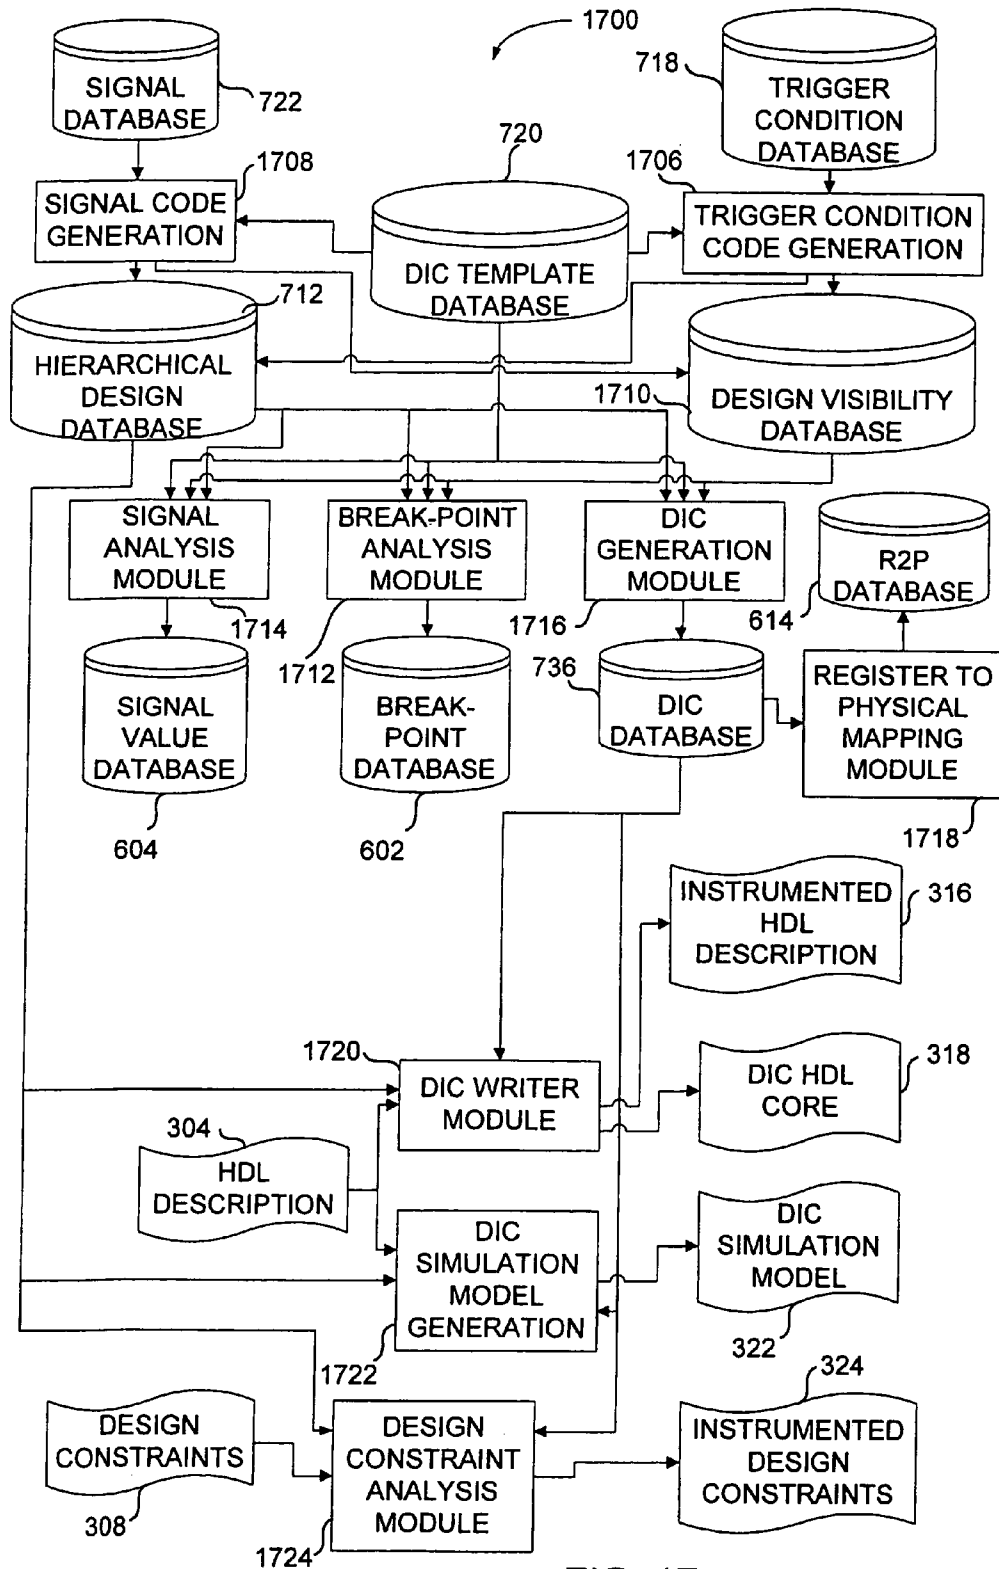 1700
SIGNAL
DATABASE
722
718
TRIGGER
CONDITION
DATABASE
1708
720
1706
SIGNAL CODE
GENERATION
DIC TEMPLATE
DATABASE
TRIGGER CONDITION
CODE GENERATION
712
HIERARCHICAL
DESIGN
DATABASE
1710
DESIGN VISIBILITY
DATABASE
SIGNAL
ANALYSIS
MODULE
1714
BREAK-POINT
ANALYSIS
MODULE
1712
DIC
GENERATION
MODULE
1716
R2P
DATABASE
614
SIGNAL
VALUE
DATABASE
604
BREAK-
POINT
DATABASE
602
736
DIC
DATABASE
REGISTER TO
PHYSICAL
MAPPING
MODULE
1718
INSTRUMENTED
HDL
DESCRIPTION
316
1720
DIC WRITER
MODULE
DIC HDL
CORE
318
304
HDL
DESCRIPTION
DIC
SIMULATION
MODEL
GENERATION
1722
DIC
SIMULATION
MODEL
322
DESIGN
CONSTRAINTS
308
DESIGN
CONSTRAINT
ANALYSIS
MODULE
1724
324
INSTRUMENTED
DESIGN
CONSTRAINTS